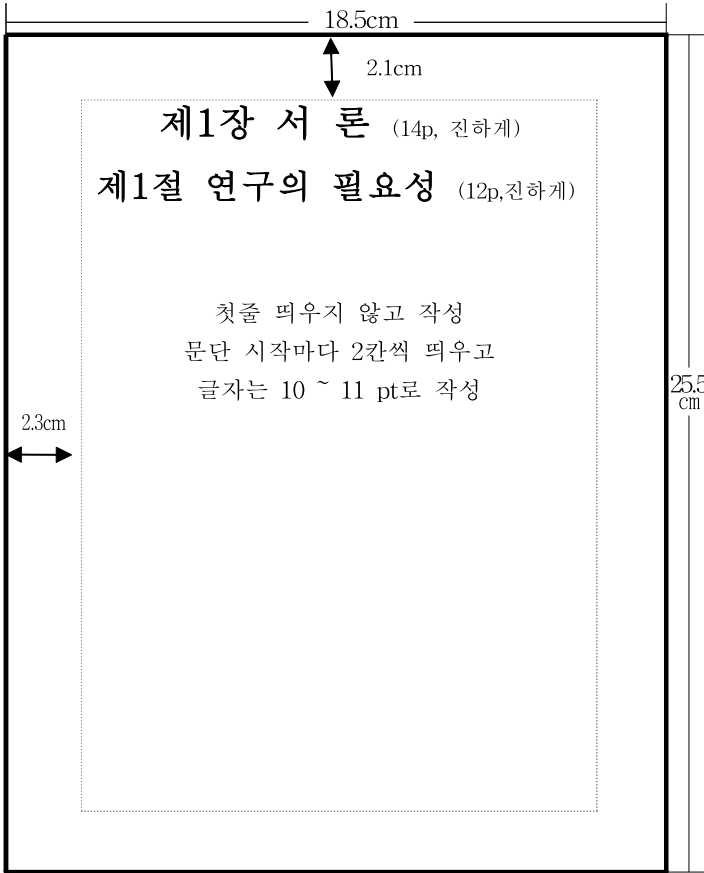 18.5cm
2.1cm
제1장 서 론 (14p, 진하게)
제1절 연구의 필요성 (12p,진하게)
첫줄 띄우지 않고 작성
문단 시작마다 2칸씩 띄우고
글자는 10 ~ 11 pt로 작성
25.5
cm
2.3cm